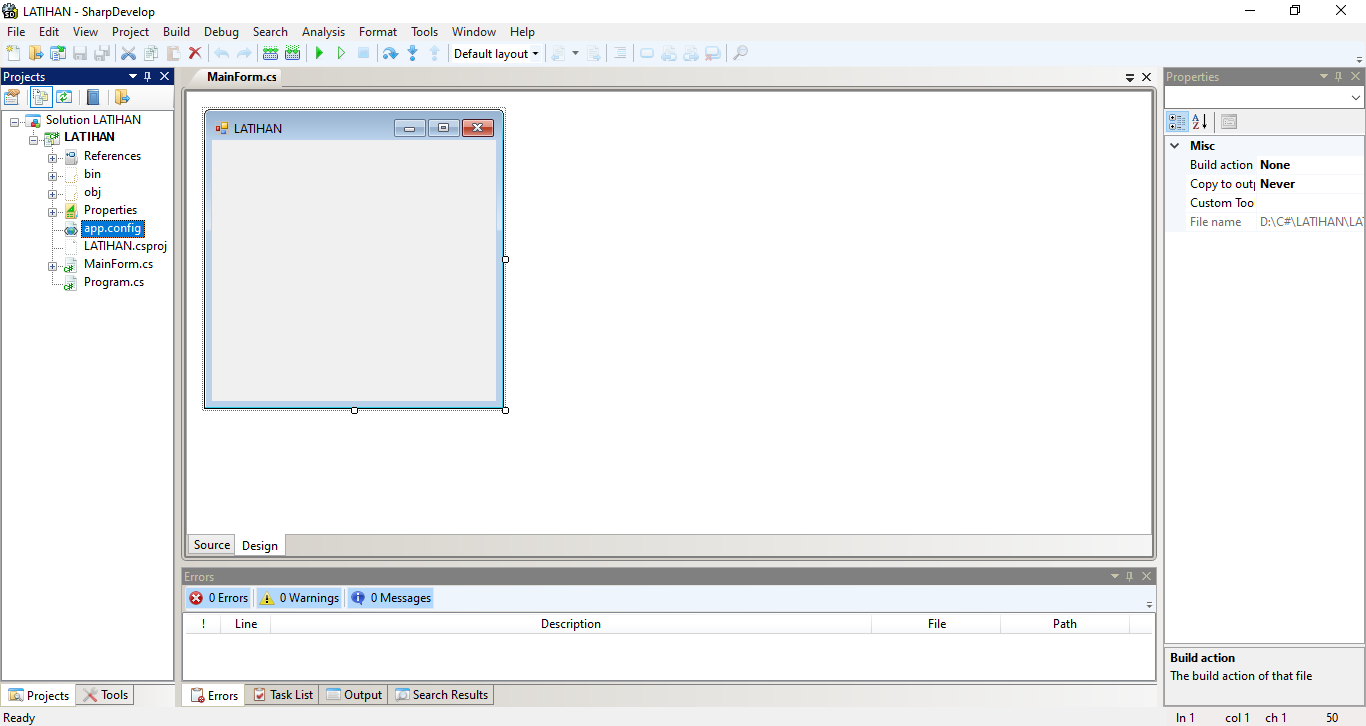 LATIHAN - SharpDevelop
File Edit View Project Build Debug Search Analysis Format Tools Window Help
Default layout
Projects
Solution LATIHAN
LATIHAN
References
bin
obj
Properties
app.config
LATIHAN.csproj
MainForm.cs
Program.cs
Projects Tools
MainForm.cs
LATIHAN
Source Design
Errors
0 Errors 0 Warnings 0 Messages
! Line Description File Path
Errors Task List Output Search Results
Properties
Misc
Build action None
Copy to outp Never
Custom Too
File name D:\C#\LATIHAN\LAT
Build action
The build action of that file
Ready ln 1 col 1 ch 1 50